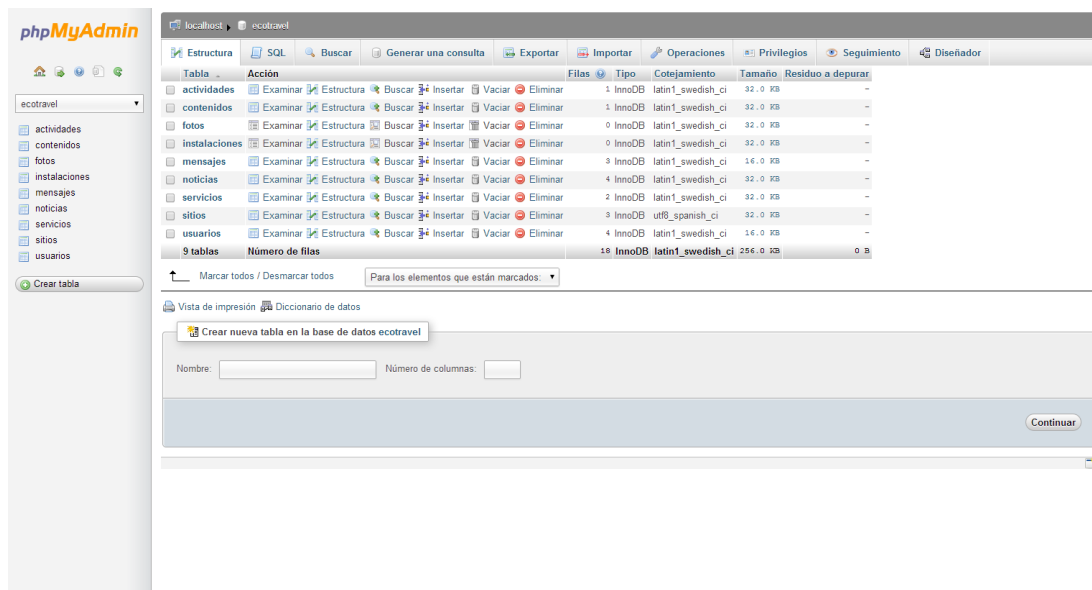 phpMyAdmin
ecotravel
actividades
contenidos
fotos
instalaciones
mensajes
noticias
servicios
sitios
usuarios
Crear tabla
localhost ecotravel
Estructura SQL Buscar Generar una consulta Exportar Importar Operaciones Privilegios Seguimiento Diseñador
Tabla Acción Filas Tipo Cotejamiento Tamaño Residuo a depurar
actividades Examinar Estructura Buscar Insertar Vaciar Eliminar 1 InnoDB latin1_swedish_ci 32.0 KB -
contenidos Examinar Estructura Buscar Insertar Vaciar Eliminar 1 InnoDB latin1_swedish_ci 32.0 KB -
fotos Examinar Estructura Buscar Insertar Vaciar Eliminar 0 InnoDB latin1_swedish_ci 32.0 KB -
instalaciones Examinar Estructura Buscar Insertar Vaciar Eliminar 0 InnoDB latin1_swedish_ci 32.0 KB -
mensajes Examinar Estructura Buscar Insertar Vaciar Eliminar 3 InnoDB latin1_swedish_ci 16.0 KB -
noticias Examinar Estructura Buscar Insertar Vaciar Eliminar 4 InnoDB latin1_swedish_ci 32.0 KB -
servicios Examinar Estructura Buscar Insertar Vaciar Eliminar 2 InnoDB latin1_swedish_ci 32.0 KB -
sitios Examinar Estructura Buscar Insertar Vaciar Eliminar 3 InnoDB utf8_spanish_ci 32.0 KB -
usuarios Examinar Estructura Buscar Insertar Vaciar Eliminar 4 InnoDB latin1_swedish_ci 16.0 KB -
9 tablas Número de filas 18 InnoDB latin1_swedish_ci 256.0 KB 0 B
Marcar todos / Desmarcar todos Para los elementos que están marcados:
Vista de impresión Diccionario de datos
Crear nueva tabla en la base de datos ecotravel
Nombre: Número de columnas:
Continuar